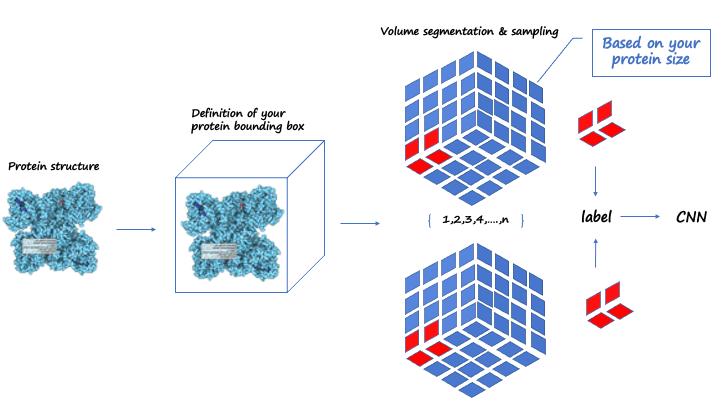 Volume segmentation & sampling
Based on your
protein size
Definition of your
protein bounding box
Protein structure
{ 1,2,3,4,....,n }
label
CNN